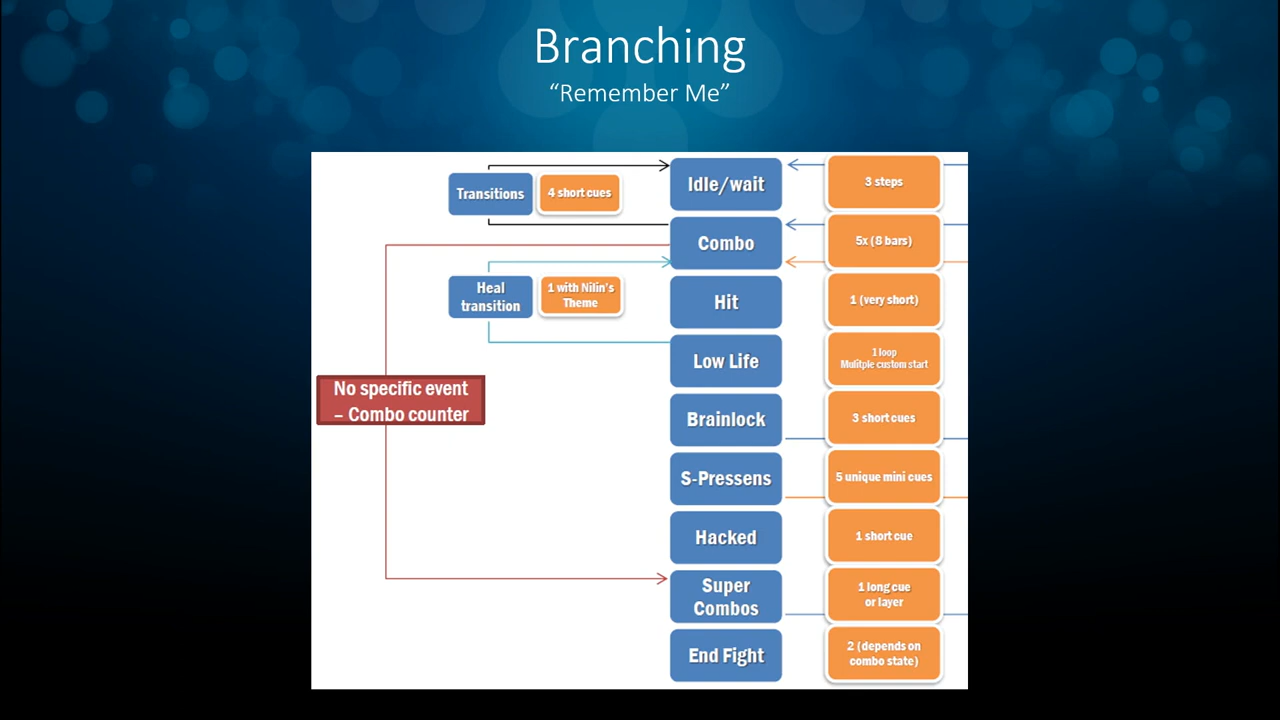 Branching
“Remember Me”
Transitions
4 short cues
Idle/wait
3 steps
Combo
5x (8 bars)
Heal
transition
1 with Nilin's
Theme
Hit
1 (very short)
Low Life
1 loop
Mulitple custom start
No specific event
– Combo counter
Brainlock
3 short cues
S-Pressens
5 unique mini cues
Hacked
1 short cue
Super
Combos
1 long cue
or layer
End Fight
2 (depends on
combo state)